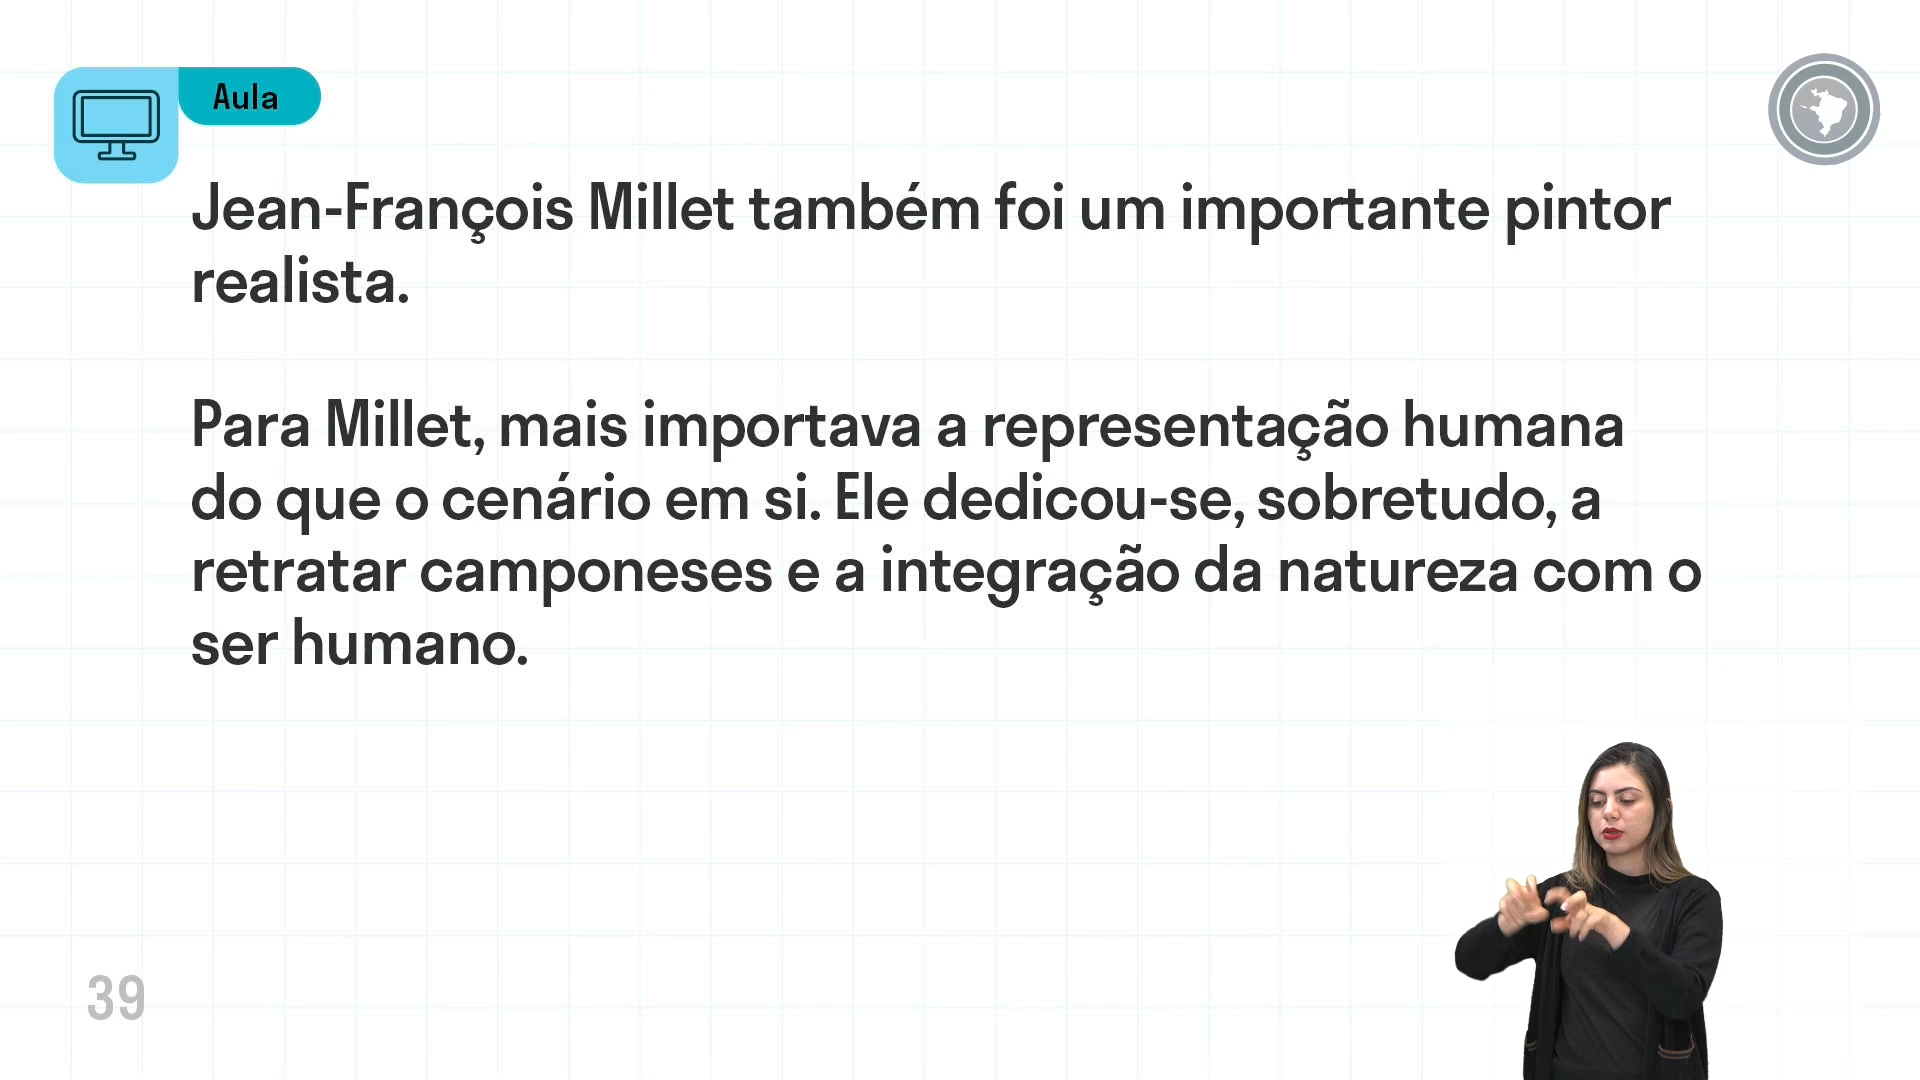 Aula
Jean-François Millet também foi um importante pintor
realista.
Para Millet, mais importava a representação humana
do que o cenário em si. Ele dedicou-se, sobretudo, a
retratar camponeses e a integração da natureza com o
ser humano.
39